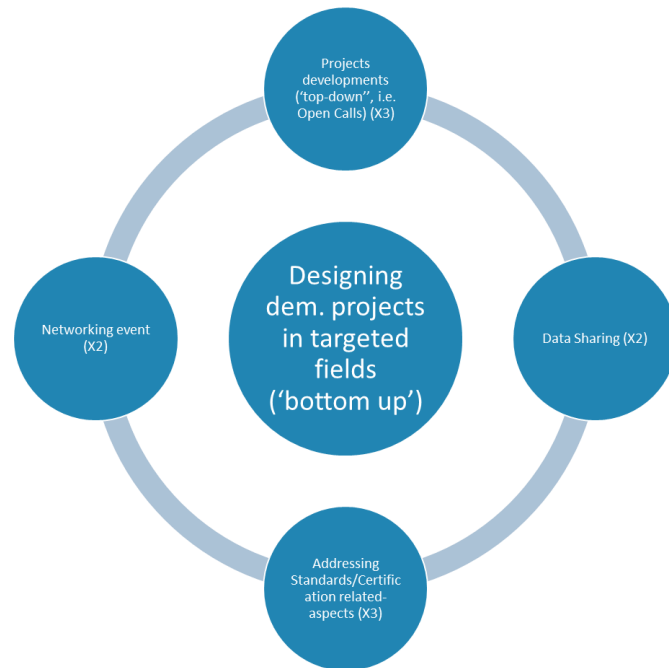 Projects
developments
(‘top-down’’, i.e.
Open Calls) (X3)
Designing
dem. projects
in targeted
fields
(‘bottom up’)
Networking event
(X2)
Data Sharing (X2)
Addressing
Standards/Certific
ation related-
aspects (X3)